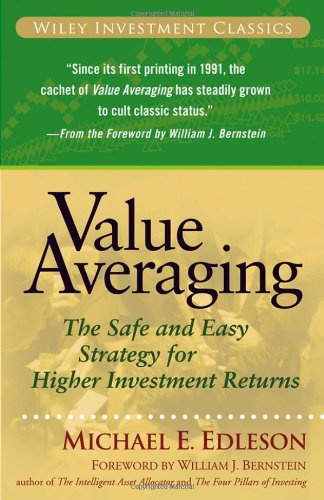 WILEY INVESTMENT CLASSICS
"Since its first printing in 1991, the
cachet of Value Averaging has steadily grown
to cult classic status."
—From the Foreword by William J. Bernstein
Value
Averaging
The Safe and Easy
Strategy for
Higher Investment Returns
MICHAEL E. EDLESON
FOREWORD BY WILLIAM J. BERNSTEIN
author of The Intelligent Asset Allocator and The Four Pillars of Investing